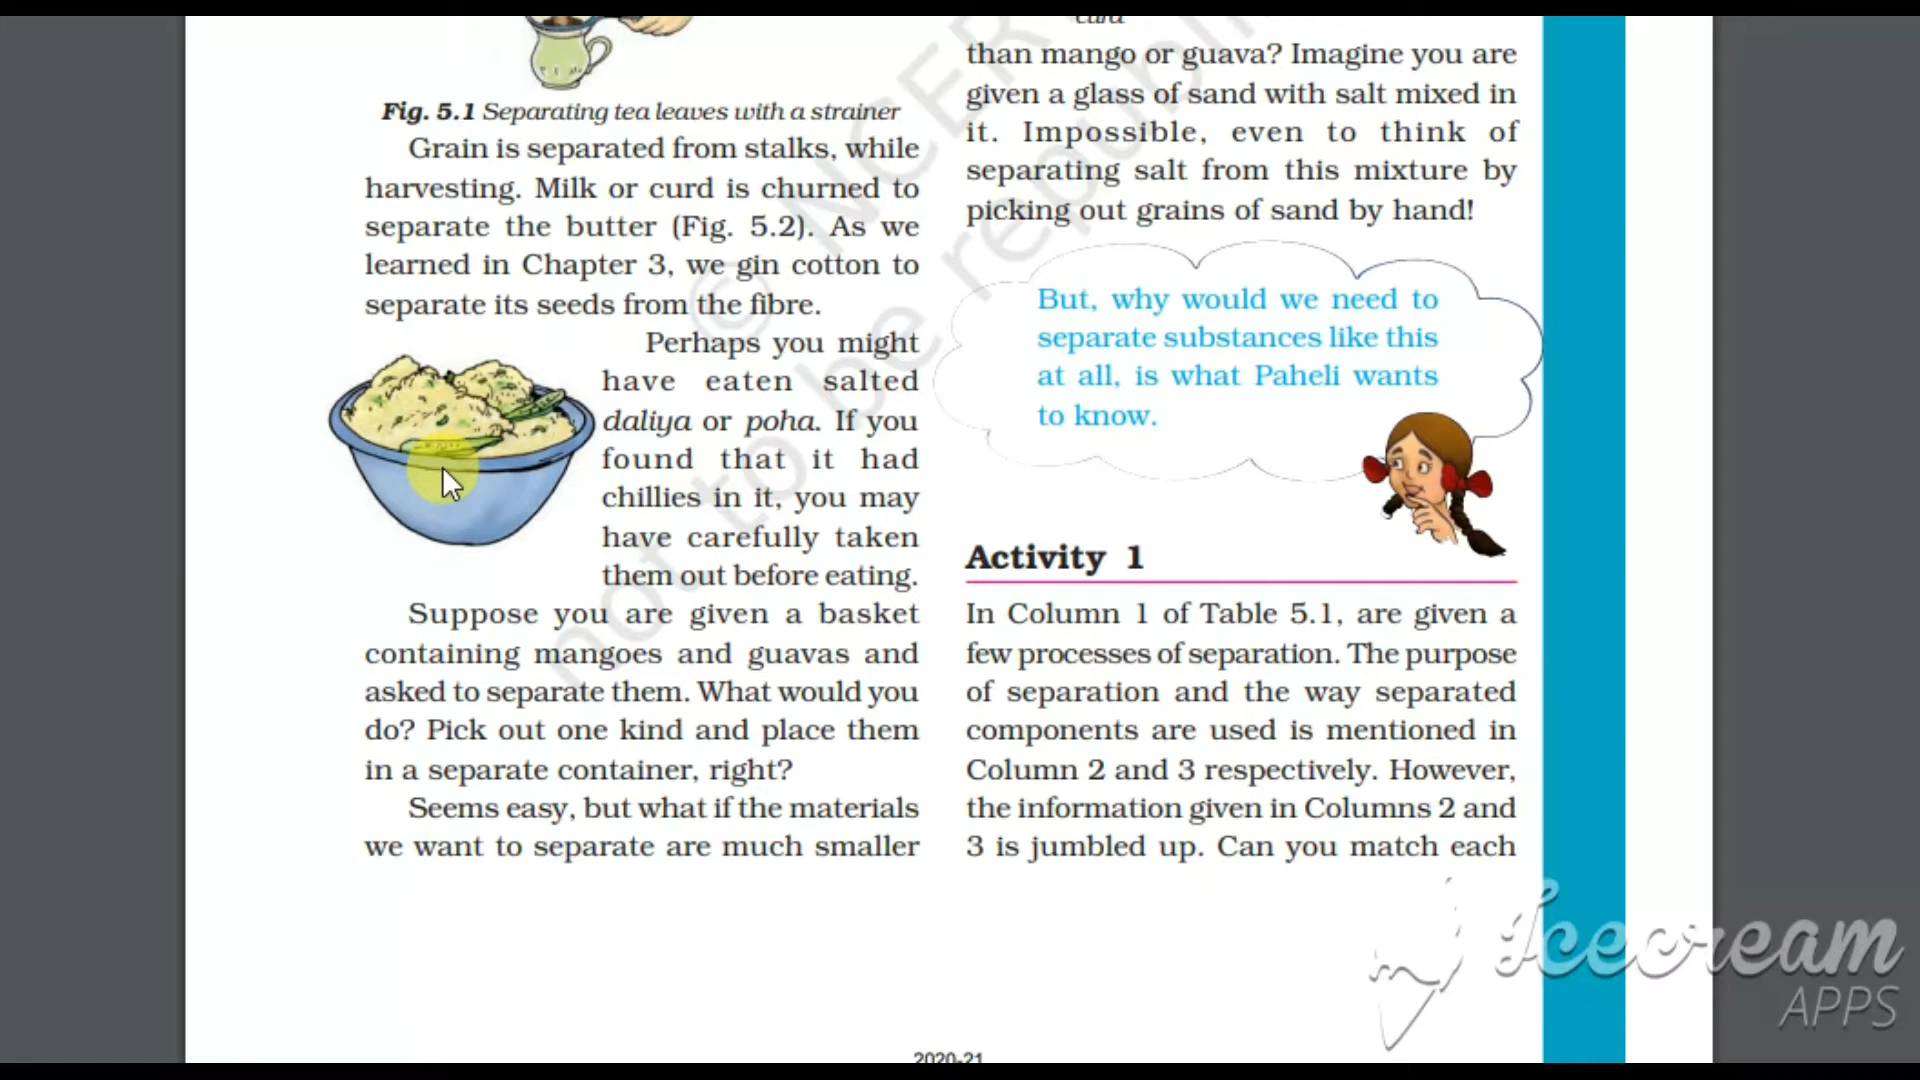 Fig. 5.1 Separating tea leaves with a strainer
Grain is separated from stalks, while
harvesting. Milk or curd is churned to
separate the butter (Fig. 5.2). As we
learned in Chapter 3, we gin cotton to
separate its seeds from the fibre.
Perhaps you might
have eaten salted
daliya or poha. If you
found that it had
chillies in it, you may
have carefully taken
them out before eating.
Suppose you are given a basket
containing mangoes and guavas and
asked to separate them. What would you
do? Pick out one kind and place them
in a separate container, right?
Seems easy, but what if the materials
we want to separate are much smaller
curd
than mango or guava? Imagine you are
given a glass of sand with salt mixed in
it. Impossible, even to think of
separating salt from this mixture by
picking out grains of sand by hand!
But, why would we need to
separate substances like this
at all, is what Paheli wants
to know.
Activity 1
In Column 1 of Table 5.1, are given a
few processes of separation. The purpose
of separation and the way separated
components are used is mentioned in
Column 2 and 3 respectively. However,
the information given in Columns 2 and
3 is jumbled up. Can you match each
2020-21
© NCER
not to be republi
Icecream
APPS